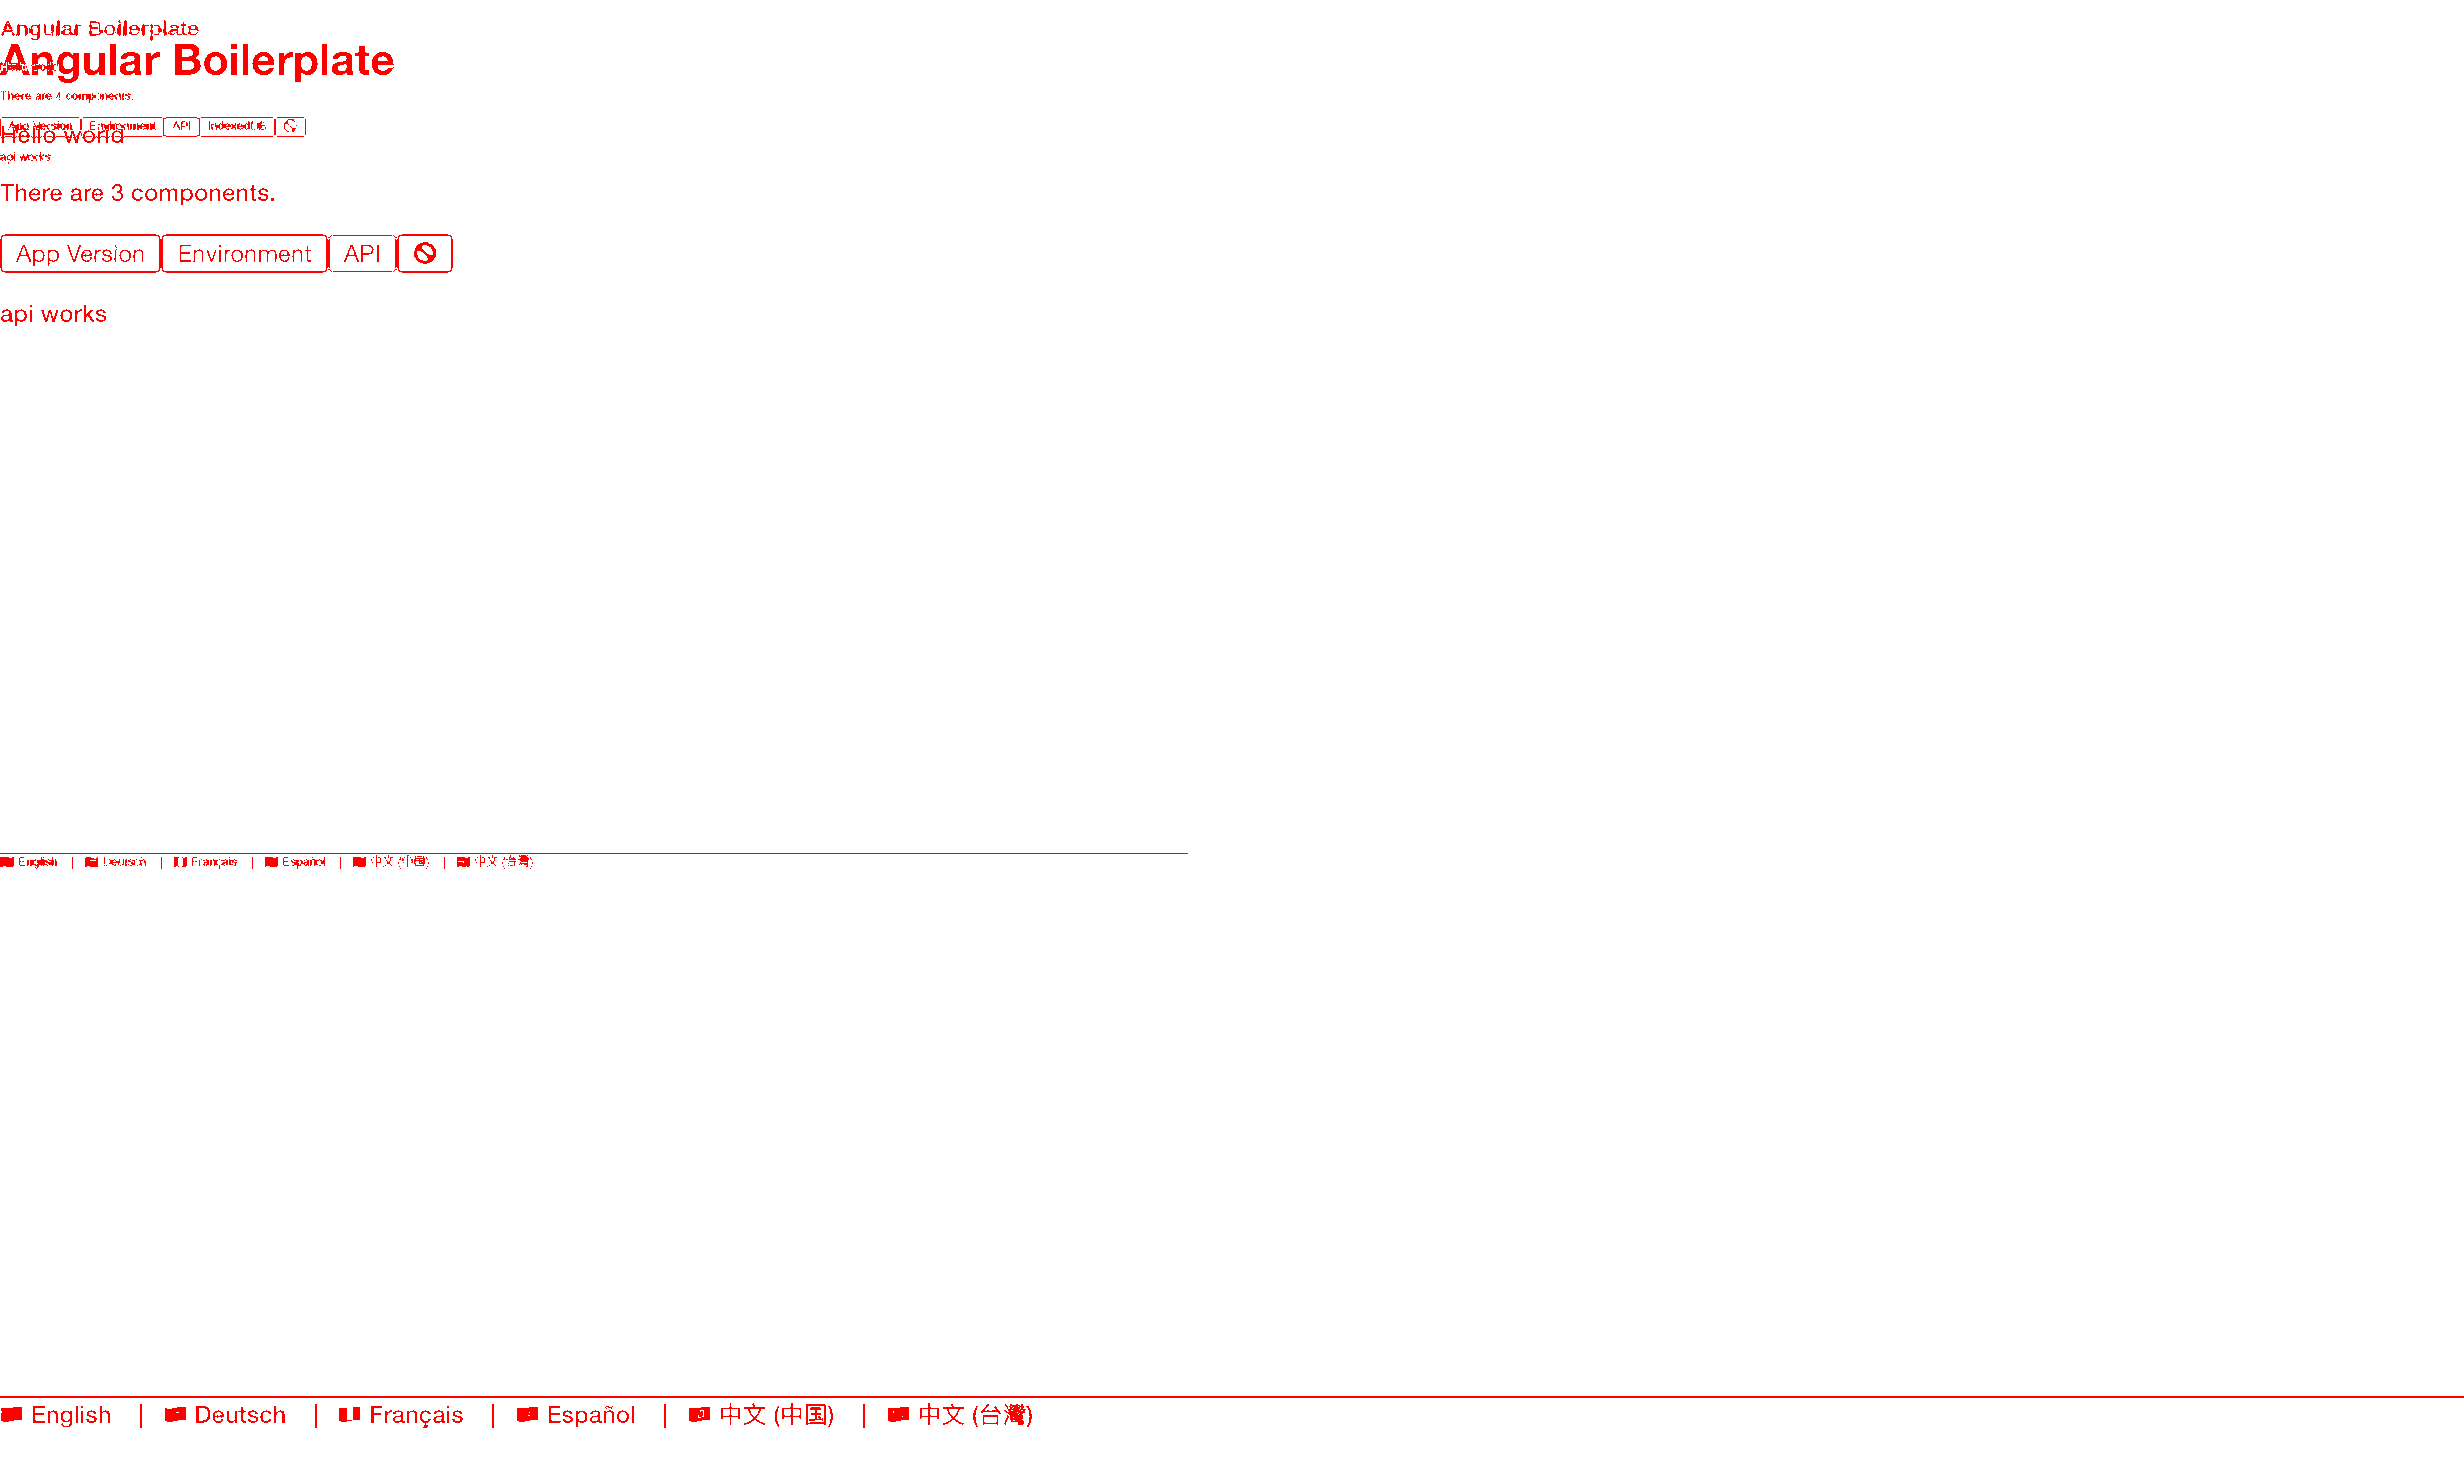 Angular Boilerplate
Angular Boilerplate
There are 4 components.
App Version Environment API
Hello world
api works
There are 3 components.
App Version Environment API
api works
English | Deutsch | Français | Español | 中文 (中国) | 中文 (台灣)
English | Deutsch | Français | Español | 中文 (中国) | 中文 (台灣)